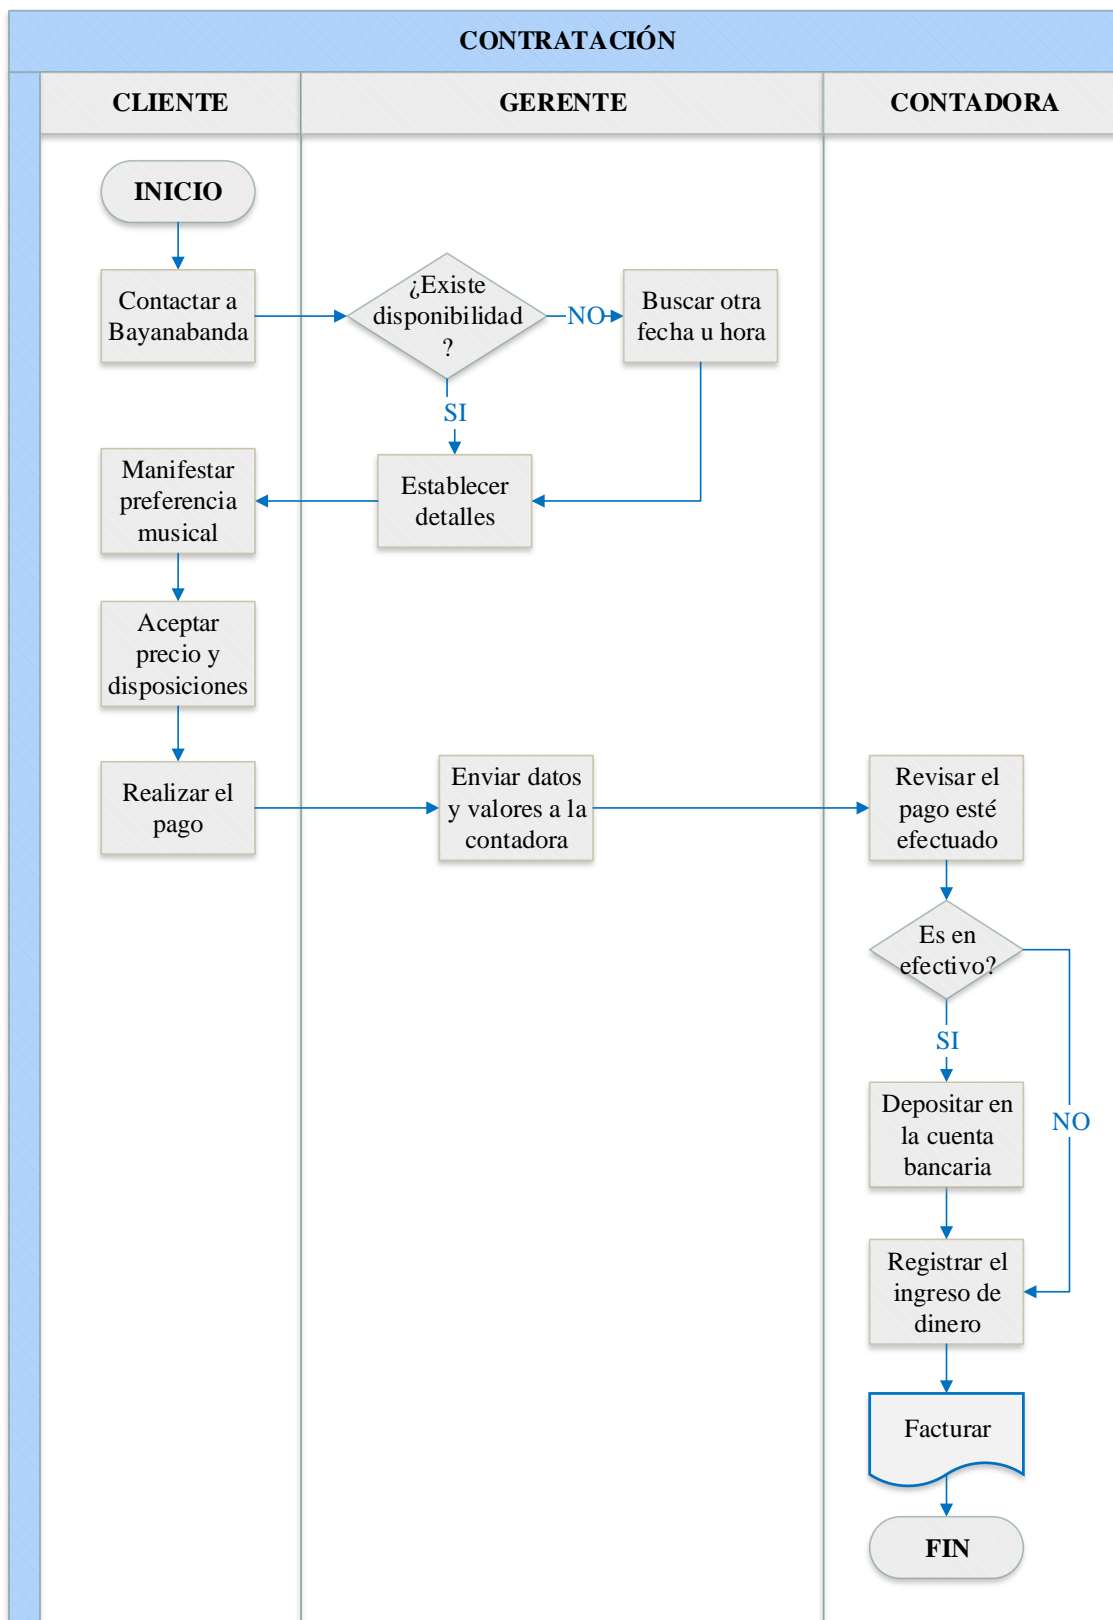 CONTRATACIÓN
CLIENTE
GERENTE
CONTADORA
INICIO
Contactar a
Bayanabanda
¿Existe
disponibilidad
?
NO
Buscar otra
fecha u hora
SI
Establecer
detalles
Manifestar
preferencia
musical
Aceptar
precio y
disposiciones
Realizar el
pago
Enviar datos
y valores a la
contadora
Revisar el
pago esté
efectuado
Es en
efectivo?
SI
NO
Depositar en
la cuenta
bancaria
Registrar el
ingreso de
dinero
Facturar
FIN